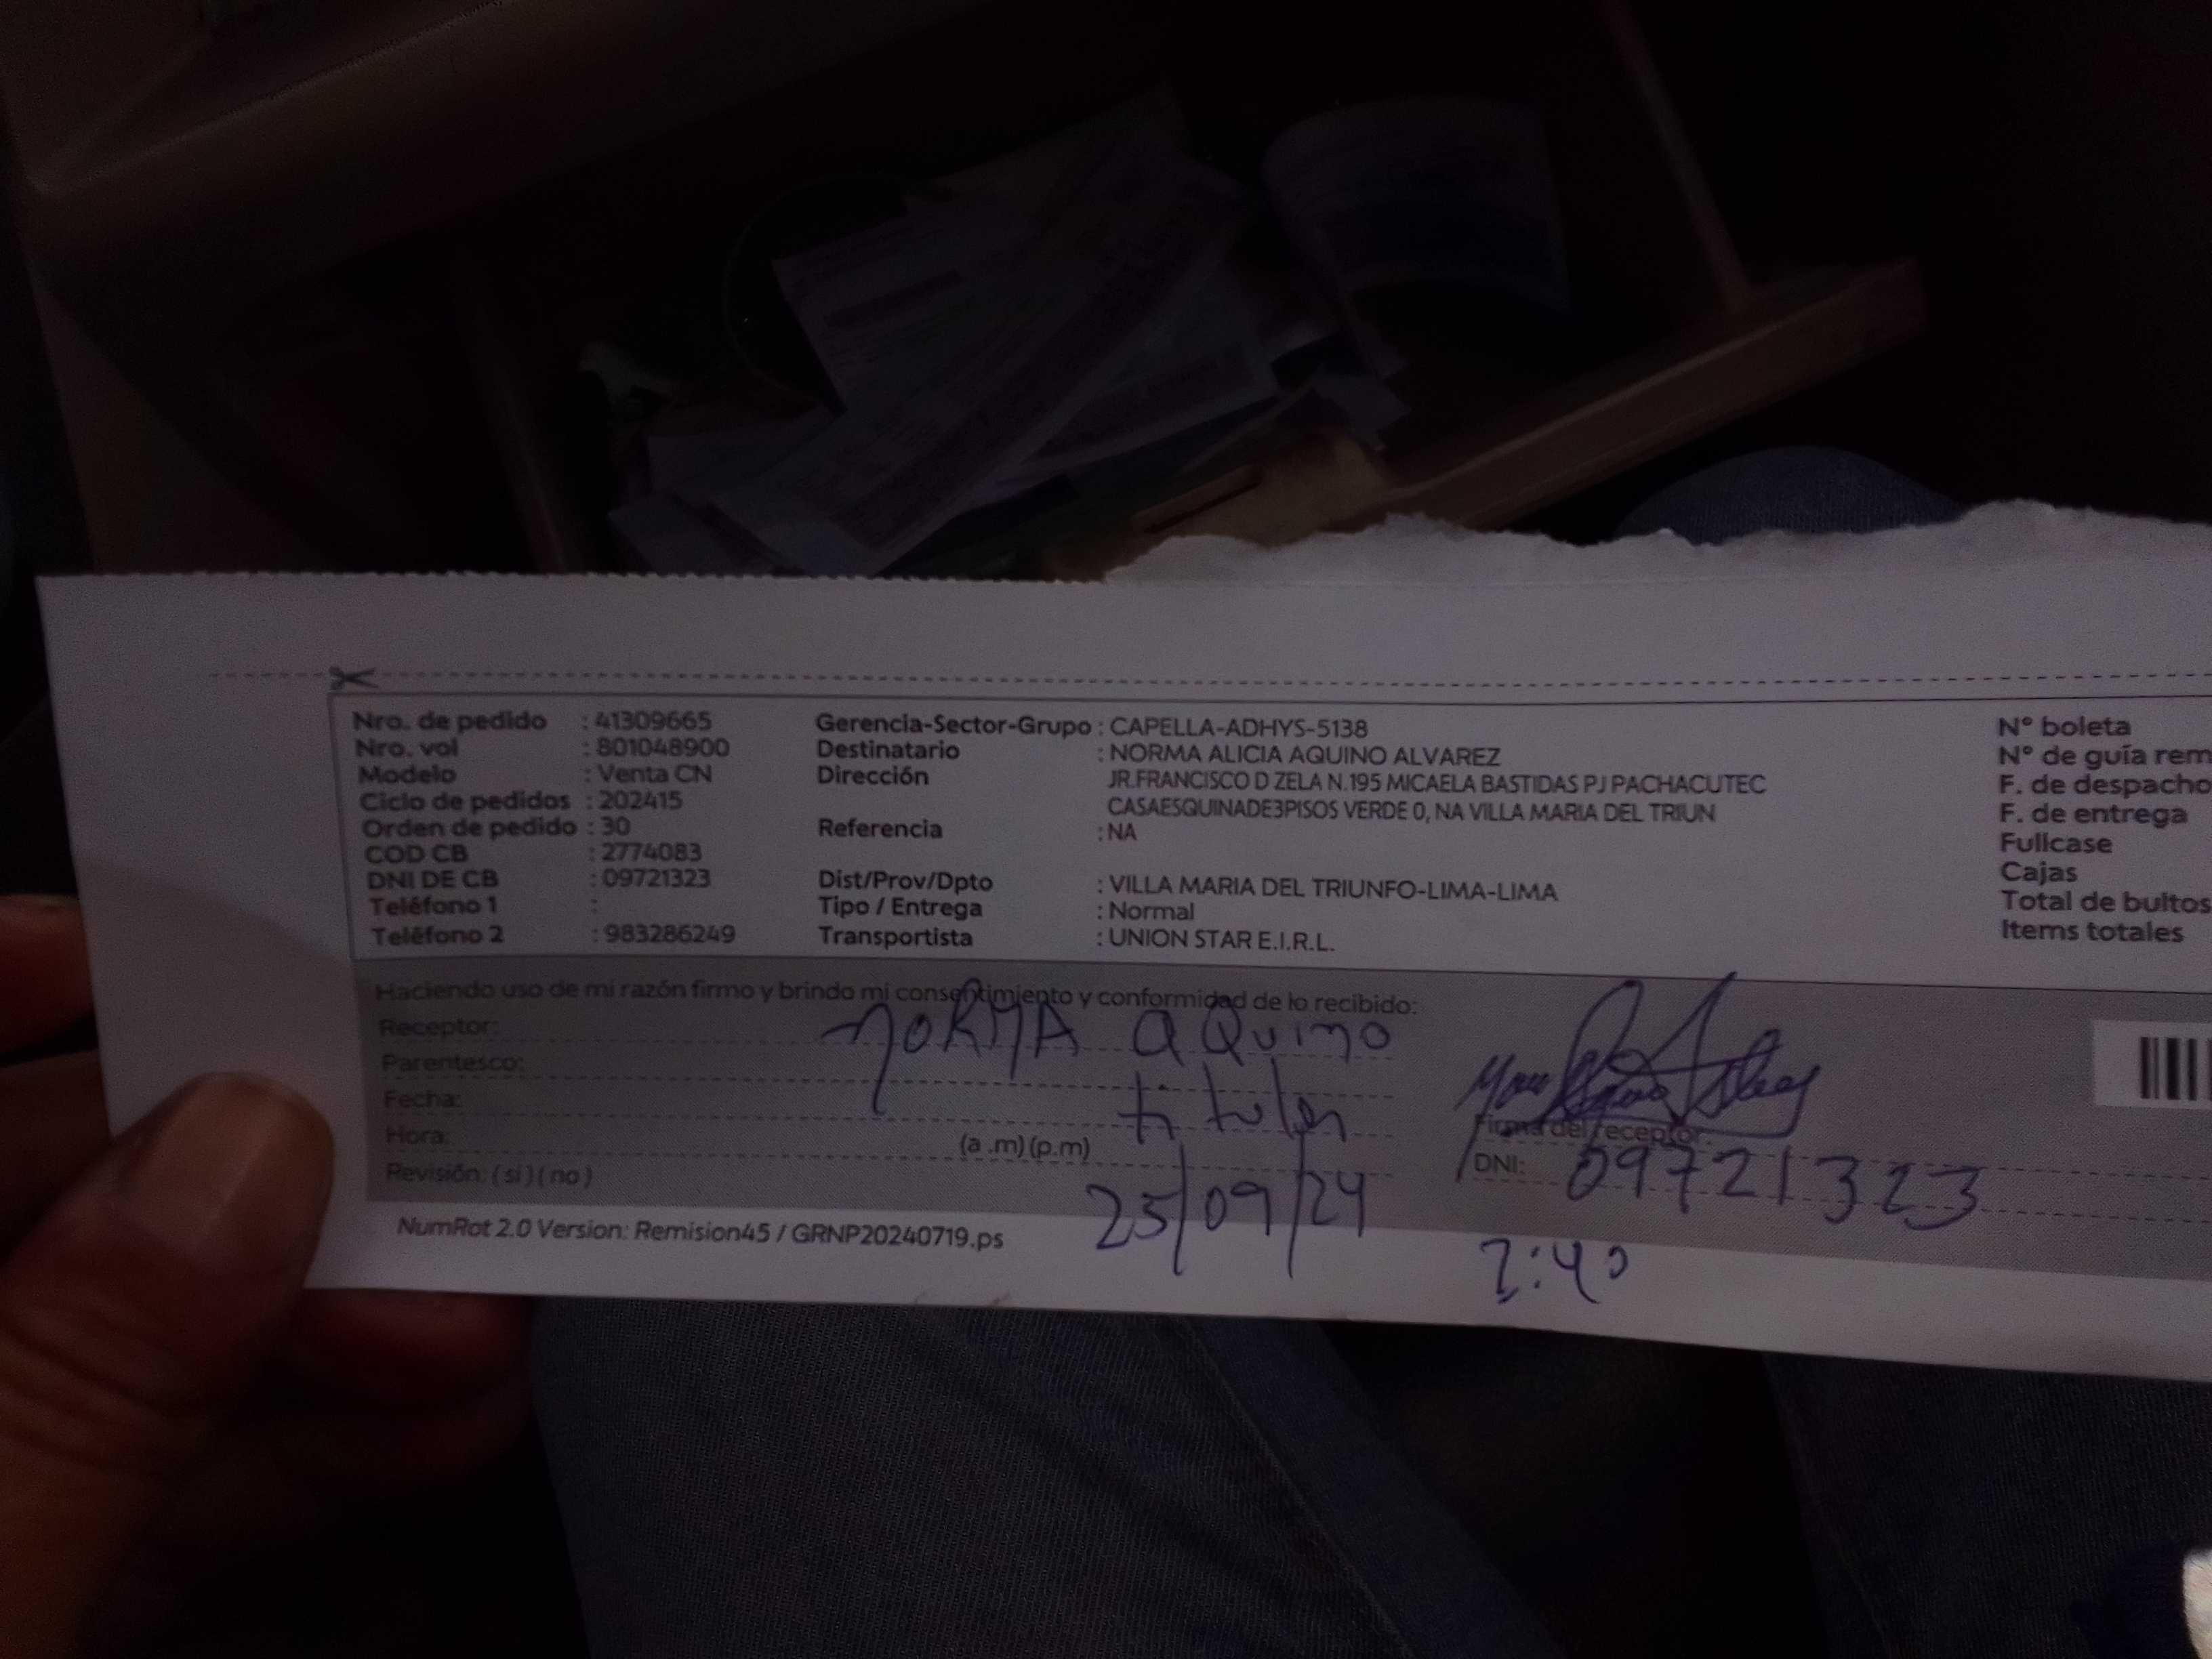 Nro. de pedido : 41309665
Nro. vol : 801048900
Modelo : Venta CN
Ciclo de pedidos : 202415
Orden de pedido : 30
COD CB : 2774083
DNI DE CB : 09721323
Teléfono 1 :
Teléfono 2 : 983286249
Gerencia-Sector-Grupo : CAPELLA-ADHYS-5138
Destinatario : NORMA ALICIA AQUINO ALVAREZ
Dirección JR.FRANCISCO D ZELA N.195 MICAELA BASTIDAS PJ PACHACUTEC
CASAESQUINADE3PISOS VERDE 0, NA VILLA MARIA DEL TRIUN
Referencia : NA
Dist/Prov/Dpto : VILLA MARIA DEL TRIUNFO-LIMA-LIMA
Tipo / Entrega : Normal
Transportista : UNION STAR E.I.R.L.
N° boleta
N° de guía rem
F. de despacho
F. de entrega
Fullcase
Cajas
Total de bultos
Items totales
Haciendo uso de mi razón firmo y brindo mi consentimiento y conformidad de lo recibido:
Receptor: NORMA aQuino
Parentesco: titular
Fecha: 25/09/24
Hora: (a .m) (p.m)
Revisión: ( si ) ( no )
Firma del receptor:
DNI: 09721323
:40
NumRot 2.0 Version: Remision45 / GRNP20240719.ps